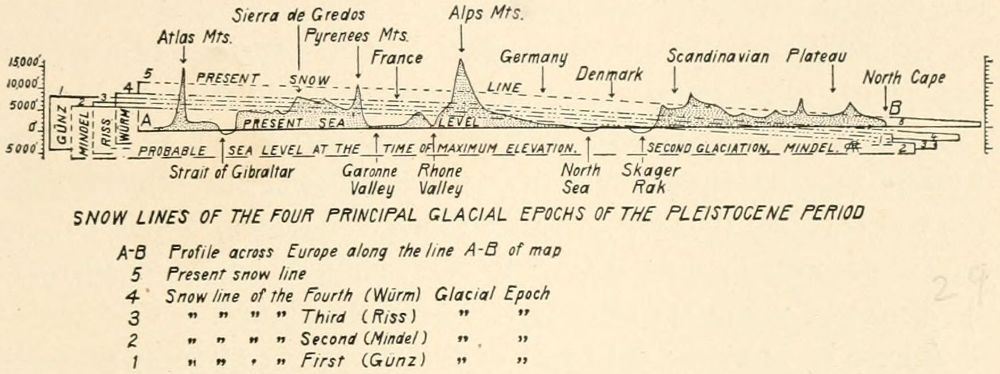 Sierra de Gredos
Alps Mts.
Atlas Mts.
Pyrenees Mts.
France
Germany
Denmark
Scandinavian Plateau
North Cape
15,000'
10,000'
5000'
0'
5000'
1
2
3
4
5
PRESENT SNOW LINE
GÜNZ
MINDEL
RISS
WÜRM
A
B
5
PRESENT SEA LEVEL
PROBABLE SEA LEVEL AT THE TIME OF MAXIMUM ELEVATION. SECOND GLACIATION, MINDEL.
2
Strait of Gibraltar
Garonne Valley
Rhone Valley
North Sea
Skager Rak
SNOW LINES OF THE FOUR PRINCIPAL GLACIAL EPOCHS OF THE PLEISTOCENE PERIOD
A-B Profile across Europe along the line A-B of map
5 Present snow line
4 Snow line of the Fourth (Würm) Glacial Epoch
3 " " " " Third (Riss) " "
2 " " " " Second (Mindel) " "
1 " " " " First (Günz) " "